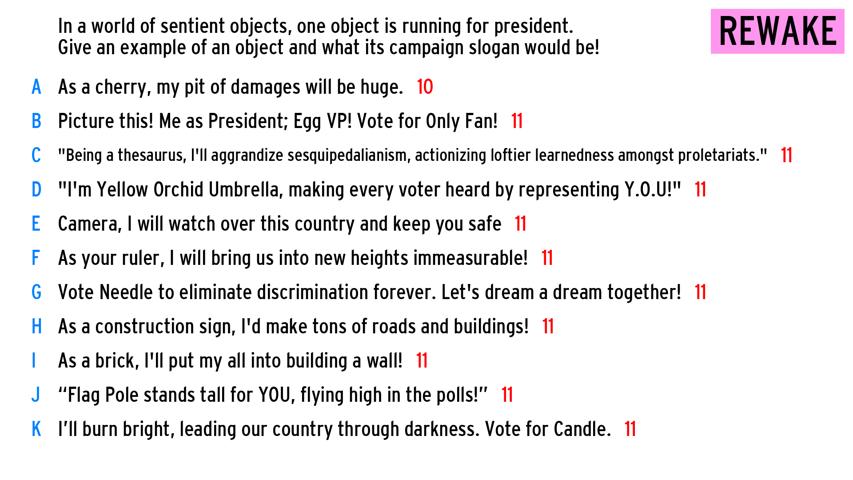 In a world of sentient objects, one object is running for president.
Give an example of an object and what its campaign slogan would be!
REWAKE
A As a cherry, my pit of damages will be huge. 10
B Picture this! Me as President; Egg VP! Vote for Only Fan! 11
C "Being a thesaurus, I'll aggrandize sesquipedalianism, actionizing loftier learnedness amongst proletariats." 11
D "I'm Yellow Orchid Umbrella, making every voter heard by representing Y.O.U!" 11
E Camera, I will watch over this country and keep you safe 11
F As your ruler, I will bring us into new heights immeasurable! 11
G Vote Needle to eliminate discrimination forever. Let's dream a dream together! 11
H As a construction sign, I'd make tons of roads and buildings! 11
I As a brick, I'll put my all into building a wall! 11
J “Flag Pole stands tall for YOU, flying high in the polls!” 11
K I’ll burn bright, leading our country through darkness. Vote for Candle. 11